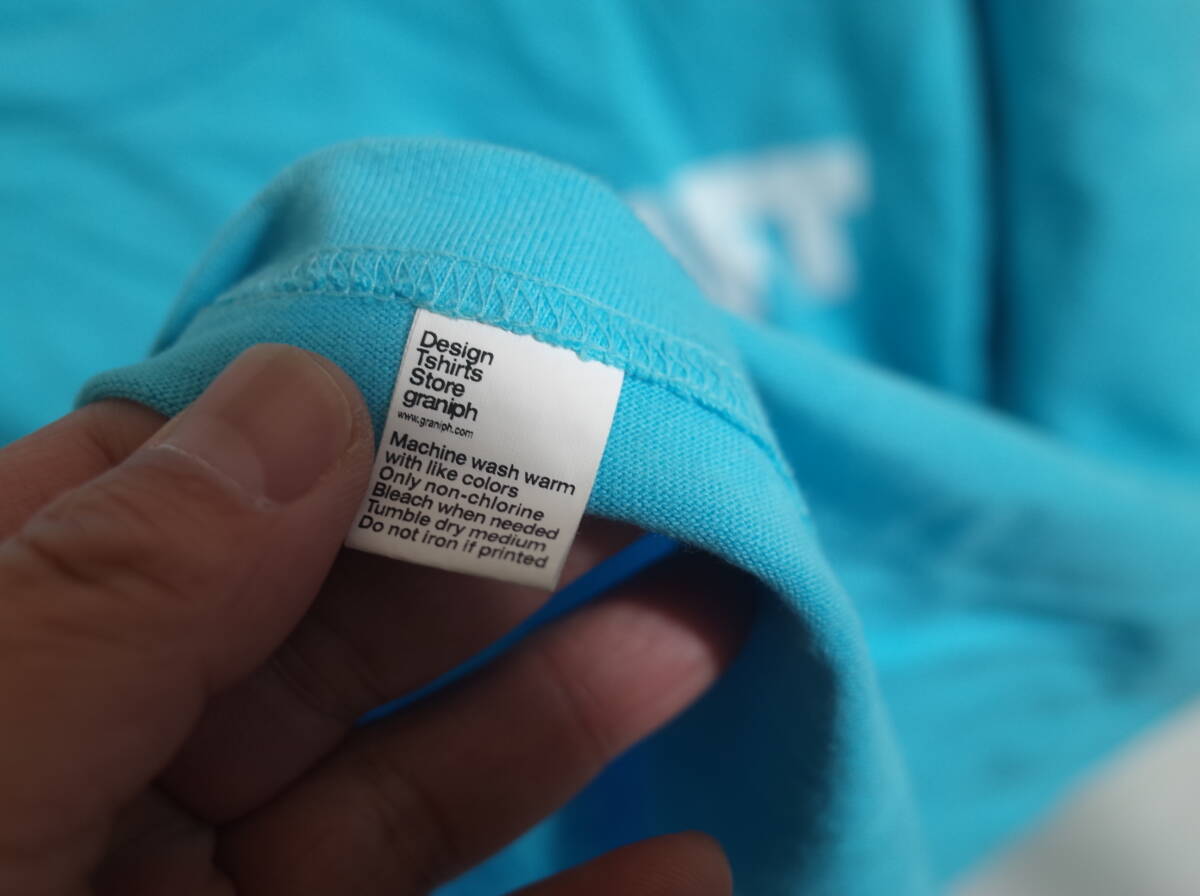 Design
Tshirts
Store
graniph
www.graniph.com
Machine wash warm
with like colors
Only non-chlorine
Bleach when needed
Tumble dry medium
Do not iron if printed